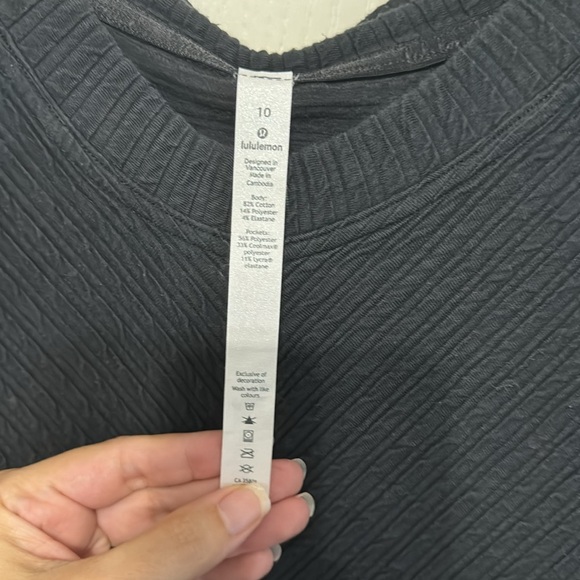 10
lululemon
Designed in
Vancouver
Made in
Cambodia
Body:
82% Cotton
14% Polyester
4% Elastane
Pockets:
56% Polyester
33% Coolmax®
polyester
11% Lycra®
elastane
Exclusive of
decoration
Wash with like
colours
CA